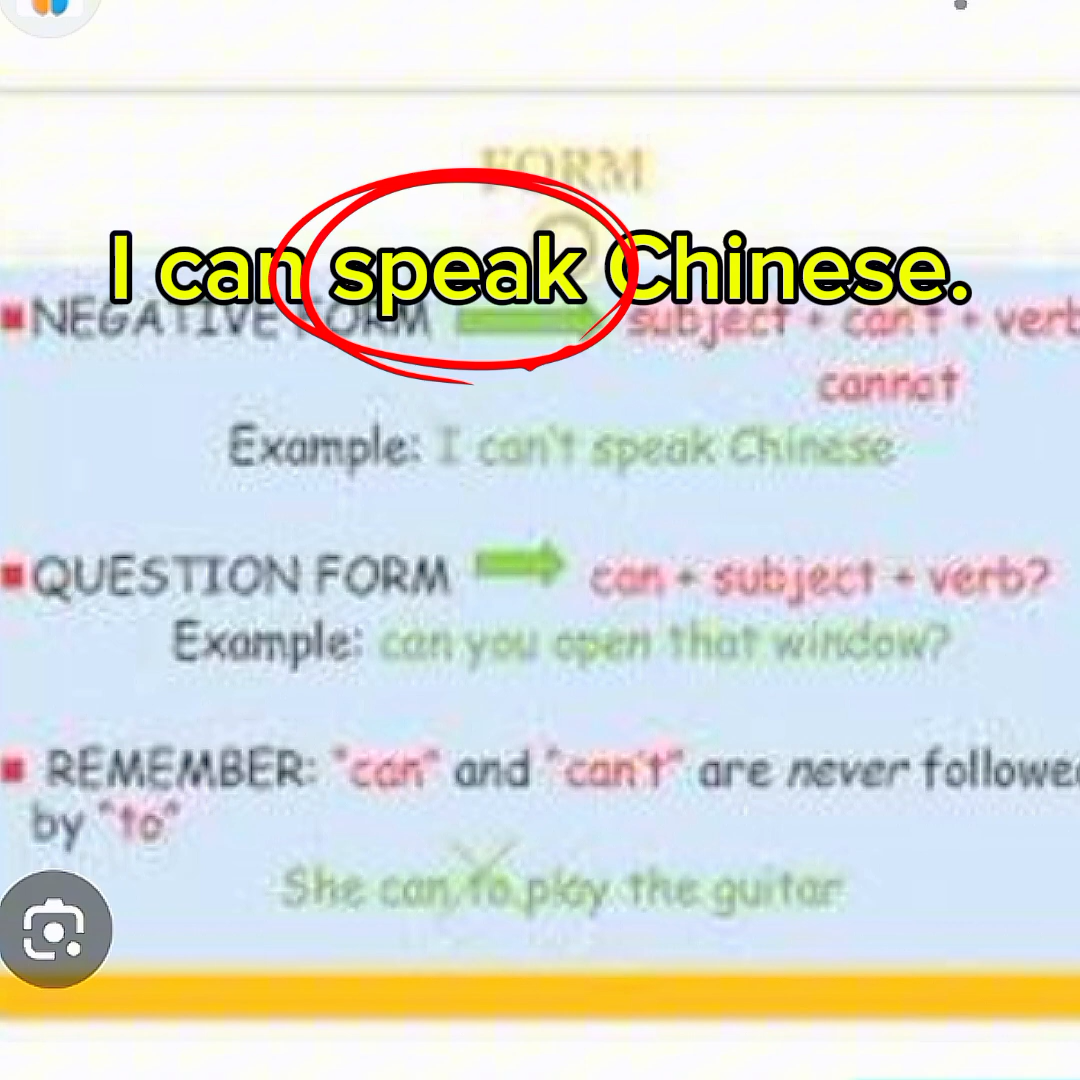 FORM
I can speak Chinese.
NEGATIVE FORM subject + can't + verb
cannot
Example: I can't speak Chinese
QUESTION FORM can + subject + verb?
Example: can you open that window?
REMEMBER: "can" and "can't" are never followed
by "to"
She can to play the guitar